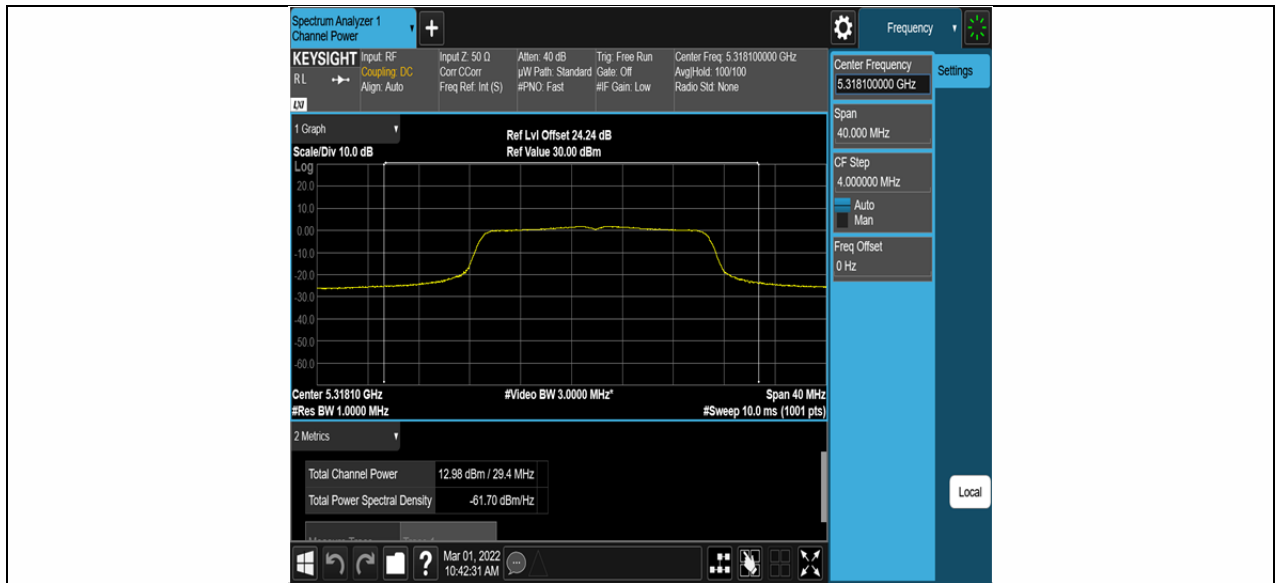 Spectrum Analyzer 1
Channel Power
+
Frequency
KEYSIGHT Input: RF Input Z: 50 Ω Atten: 40 dB Trig: Free Run Center Freq: 5.318100000 GHz
RL Coupling: DC Corr CCorr µW Path: Standard Gate: Off Avg|Hold: 100/100
Align: Auto Freq Ref: Int (S) #PNO: Fast #IF Gain: Low Radio Std: None
LXI
Center Frequency
5.318100000 GHz
Settings
Span
40.000 MHz
CF Step
4.000000 MHz
Auto
Man
Freq Offset
0 Hz
1 Graph
Ref Lvl Offset 24.24 dB
Scale/Div 10.0 dB Ref Value 30.00 dBm
Log
20.0
10.0
0.00
-10.0
-20.0
-30.0
-40.0
-50.0
-60.0
Center 5.31810 GHz #Video BW 3.0000 MHz* Span 40 MHz
#Res BW 1.0000 MHz #Sweep 10.0 ms (1001 pts)
2 Metrics
Total Channel Power 12.98 dBm / 29.4 MHz
Total Power Spectral Density -61.70 dBm/Hz
Local
? Mar 01, 2022
10:42:31 AM